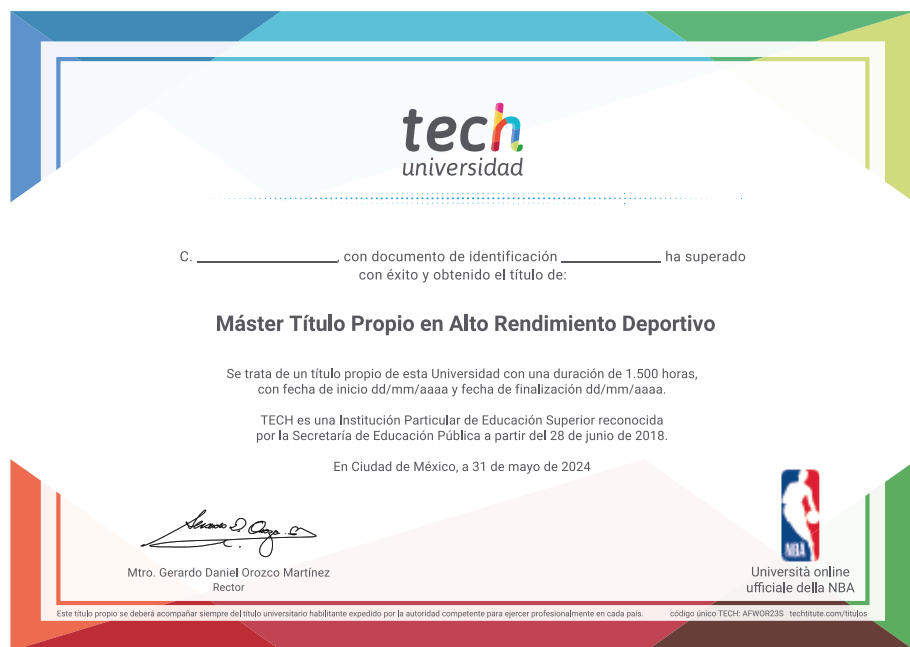 tech
universidad
C. ____________, con documento de identificación ____________ ha superado
con éxito y obtenido el título de:
Máster Título Propio en Alto Rendimiento Deportivo
Se trata de un título propio de esta Universidad con una duración de 1.500 horas,
con fecha de inicio dd/mm/aaaa y fecha de finalización dd/mm/aaaa.
TECH es una Institución Particular de Educación Superior reconocida
por la Secretaría de Educación Pública a partir del 28 de junio de 2018.
En Ciudad de México, a 31 de mayo de 2024
Mtro. Gerardo Daniel Orozco Martínez
Rector
NBA
Università online
ufficiale della NBA
Este título propio se deberá acompañar siempre del título universitario habilitante expedido por la autoridad competente para ejercer profesionalmente en cada país. código único TECH: AFWOR23S techtitute.com/titulos